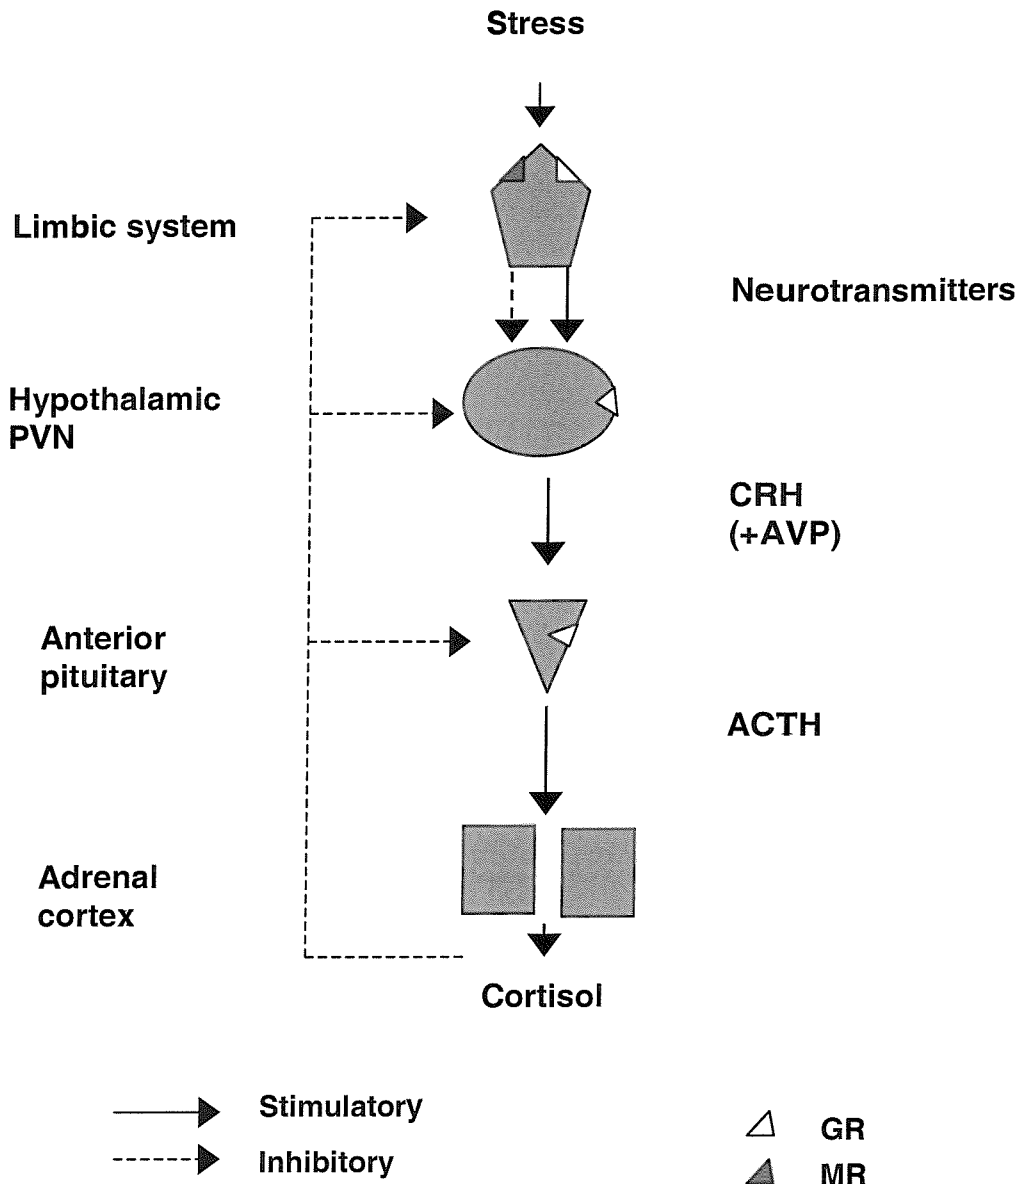 Stress
Limbic system
Neurotransmitters
Hypothalamic
PVN
CRH
(+AVP)
Anterior
pituitary
ACTH
Adrenal
cortex
Cortisol
Stimulatory
Inhibitory
GR
MR